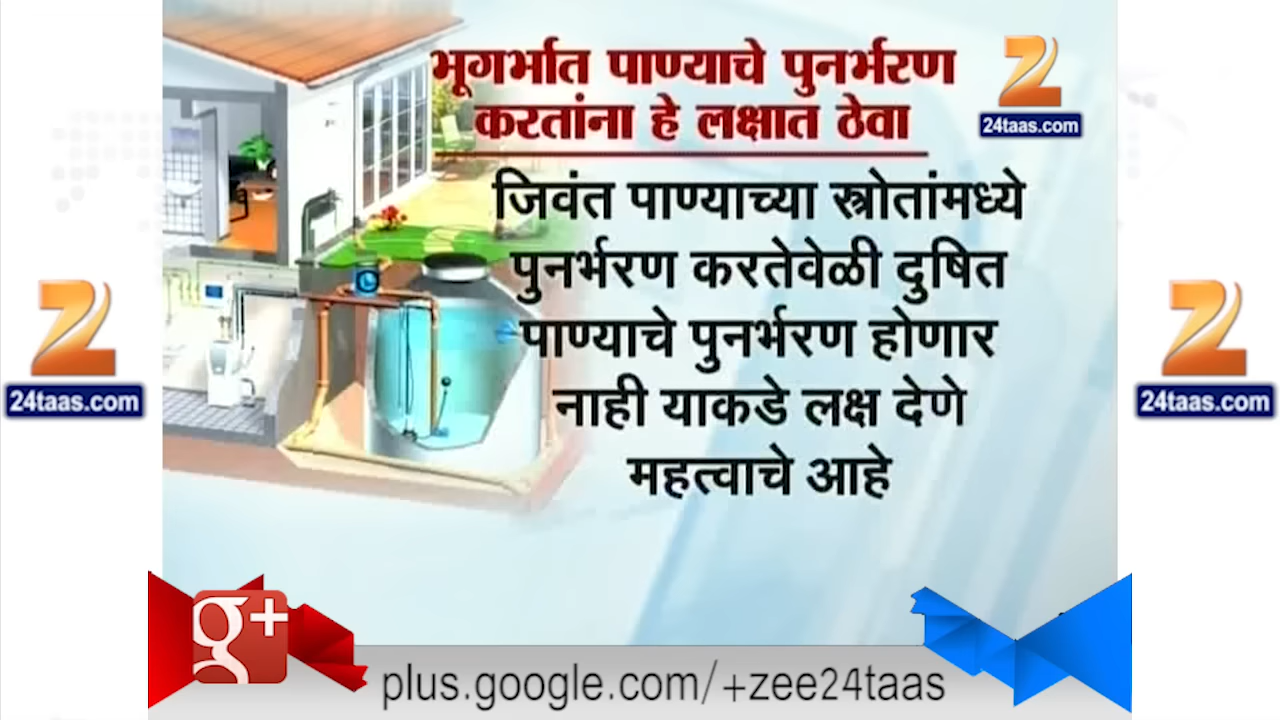 भूगर्भात पाण्याचे पुनर्भरण
करतांना हे लक्षात ठेवा
24taas.com
जिवंत पाण्याच्या स्त्रोतांमध्ये
पुनर्भरण करतेवेळी दुषित
पाण्याचे पुनर्भरण होणार
नाही याकडे लक्ष देणे
महत्वाचे आहे
24taas.com
24taas.com
g+
plus.google.com/+zee24taas